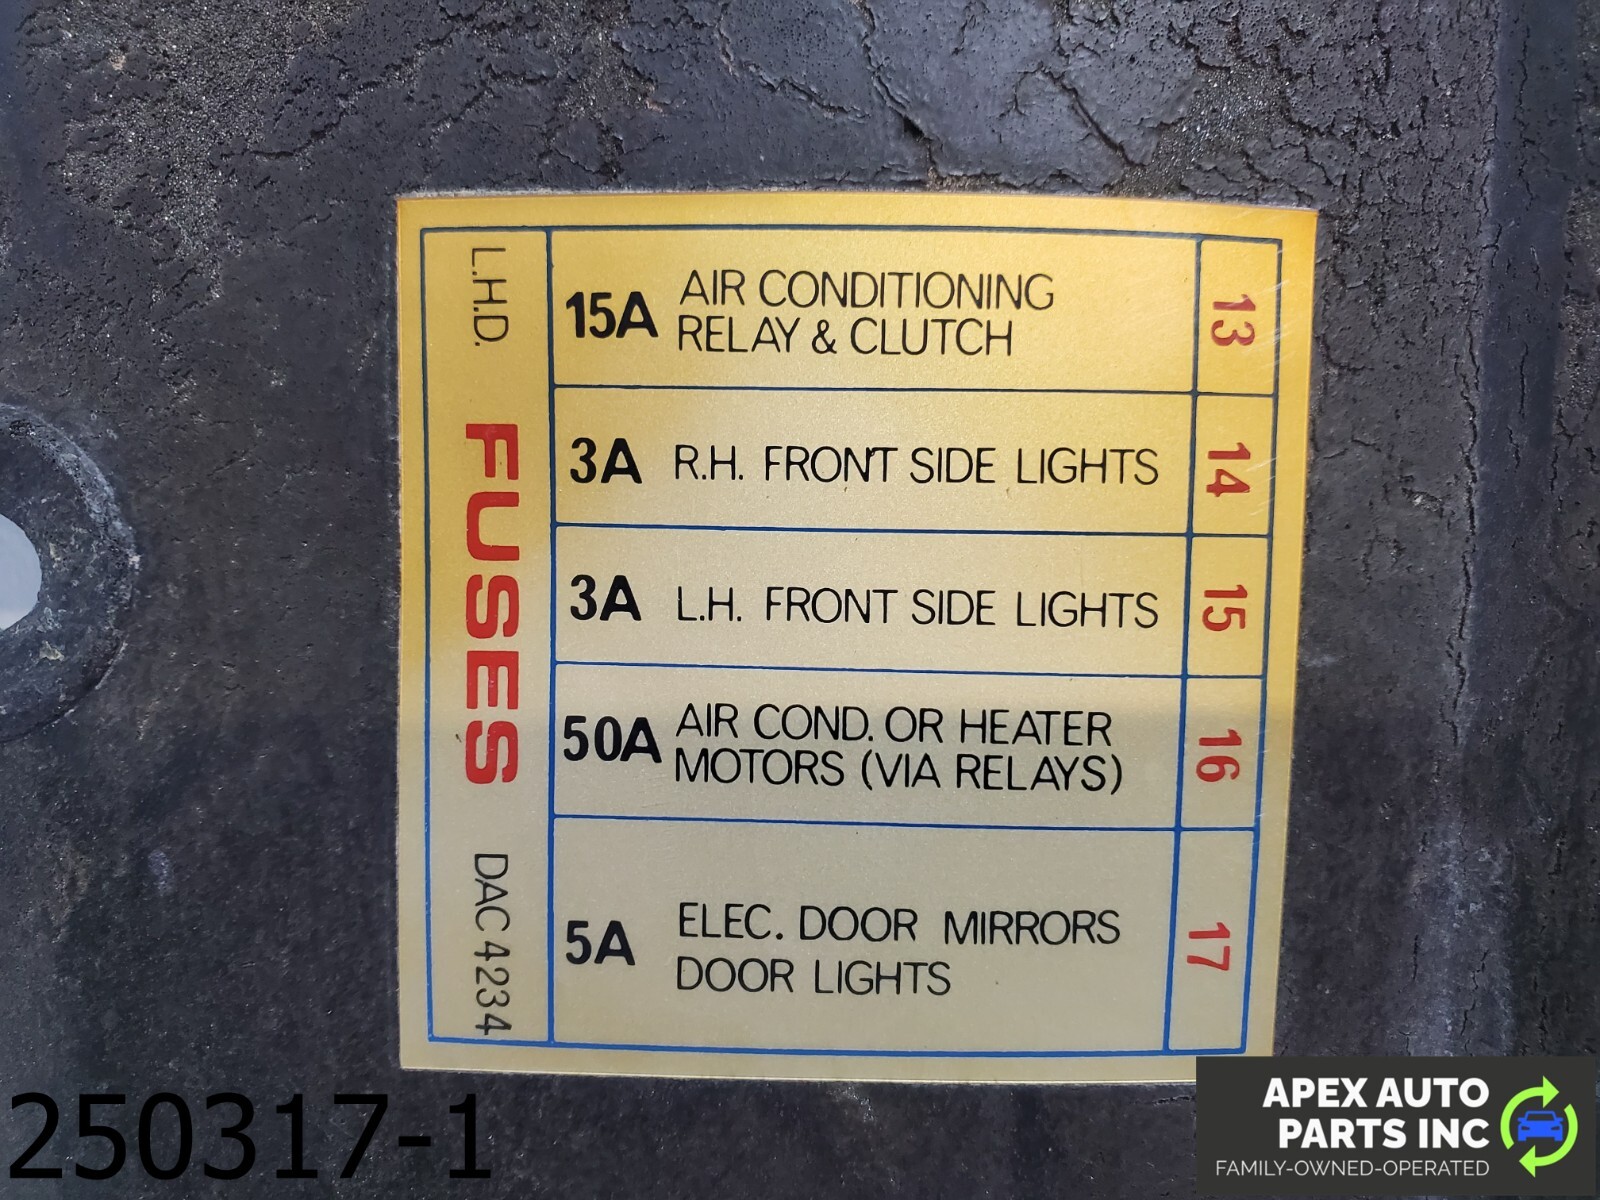 L.H.D. FUSES DAC 4234
15A AIR CONDITIONING RELAY & CLUTCH 13
3A R.H. FRONT SIDE LIGHTS 14
3A L.H. FRONT SIDE LIGHTS 15
50A AIR COND. OR HEATER MOTORS (VIA RELAYS) 16
5A ELEC. DOOR MIRRORS DOOR LIGHTS 17
250317-1
APEX AUTO
PARTS INC
FAMILY-OWNED-OPERATED